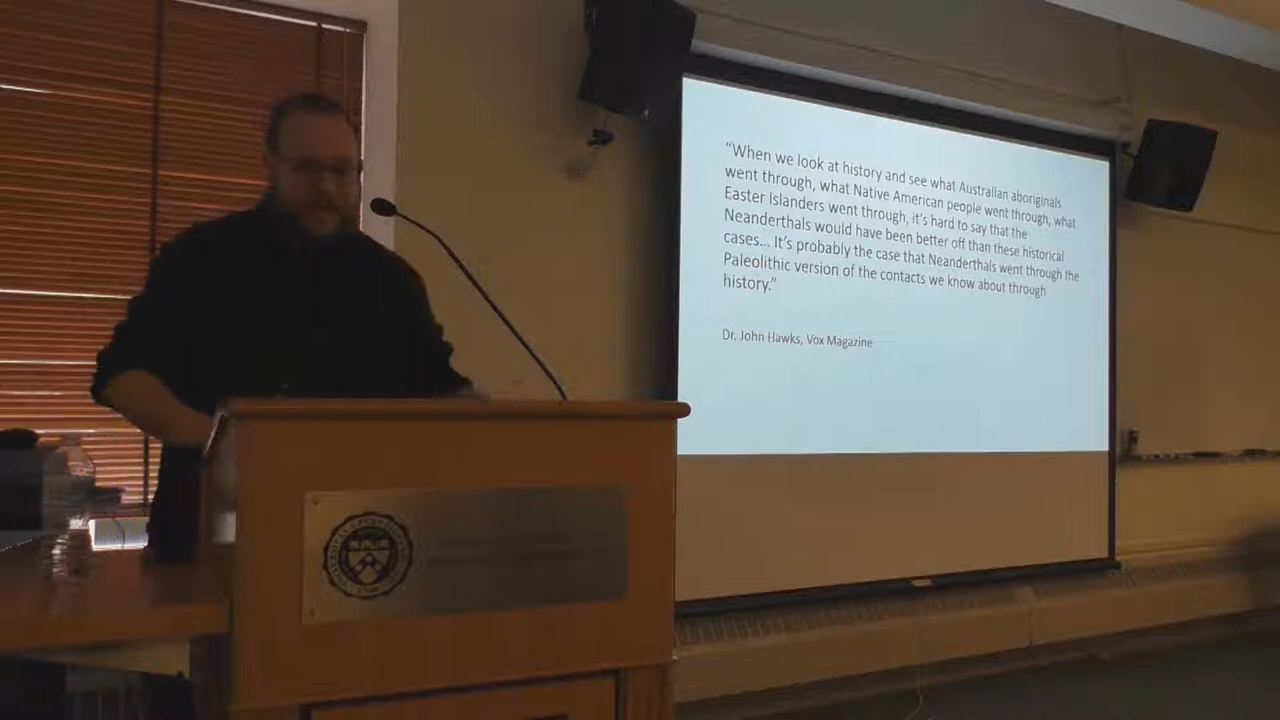 “When we look at history and see what Australian aboriginals
went through, what Native American people went through, what
Easter Islanders went through, it’s hard to say that the
Neanderthals would have been better off than these historical
cases… It’s probably the case that Neanderthals went through the
Paleolithic version of the contacts we know about through
history.”
Dr. John Hawks, Vox Magazine